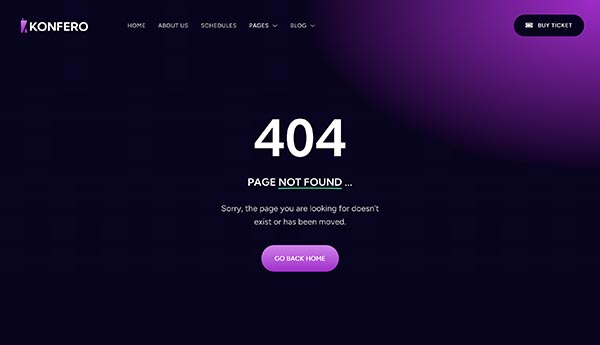 KONFERO
HOME ABOUT US SCHEDULES PAGES BLOG
BUY TICKET
404
PAGE NOT FOUND ...
Sorry, the page you are looking for doesn't
exist or has been moved.
GO BACK HOME